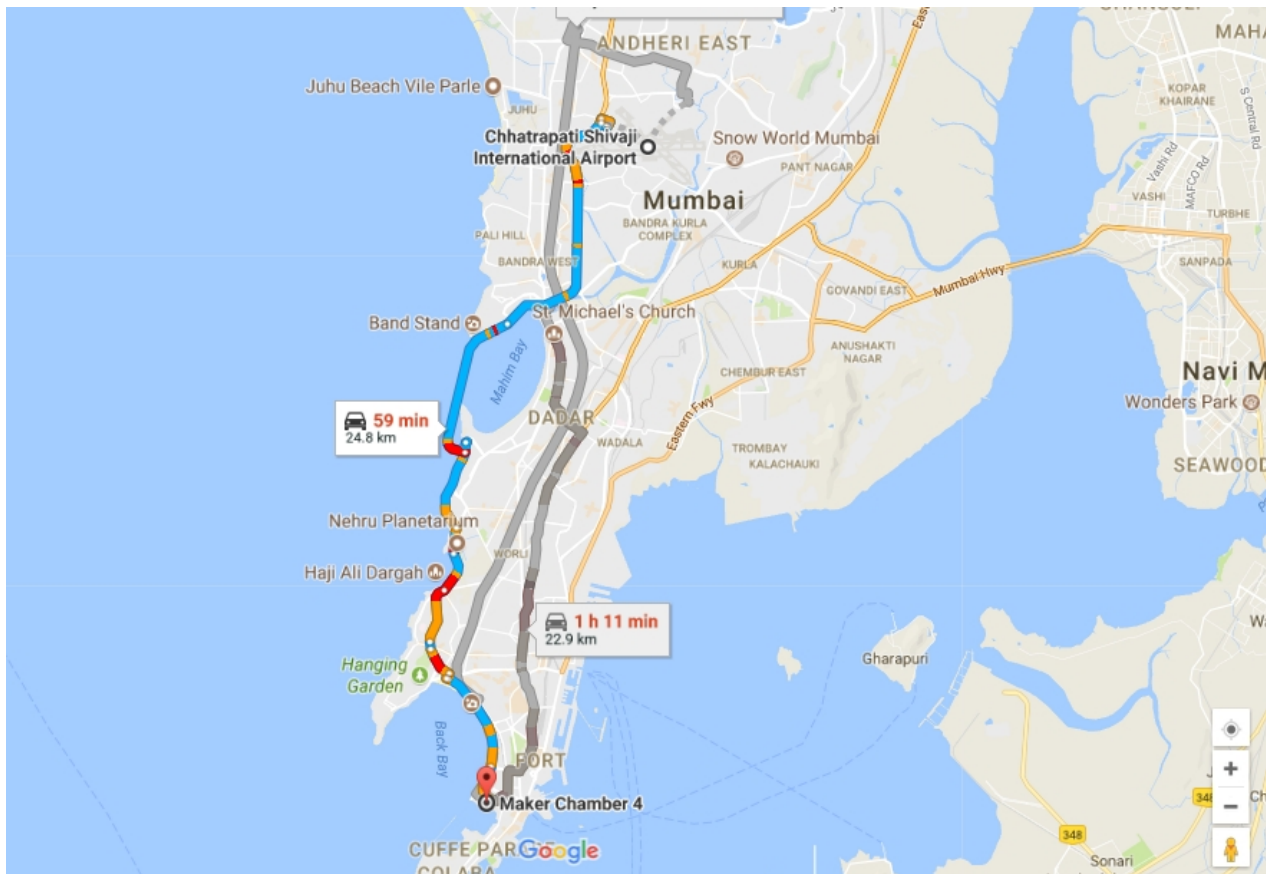 ANDHERI EAST
MAHA
KOPAR
KHAIRANE
S Central Rd
Juhu Beach Vile Parle
JUHU
Chhatrapati Shivaji
International Airport
Snow World Mumbai
PANT NAGAR
Vashi Rd
MAFCO Rd
VASHI
TURBHE
Mumbai
BANDRA KURLA
COMPLEX
PALI HILL
BANDRA WEST
KURLA
SANPADA
GOVANDI EAST
Mumbai Hwy
Band Stand
St. Michael's Church
Mahim Bay
ANUSHAKTI
NAGAR
CHEMBUR EAST
Navi M
Wonders Park
59 min
24.8 km
DADAR
WADALA
Eastern Fwy
TROMBAY
KALACHAUKI
SEAWOOD
Nehru Planetarium
WORLI
Haji Ali Dargah
1 h 11 min
22.9 km
Hanging
Garden
Gharapuri
Back Bay
FORT
Maker Chamber 4
348
348
Sonari
CUFFE PARADE
Google
COLABA